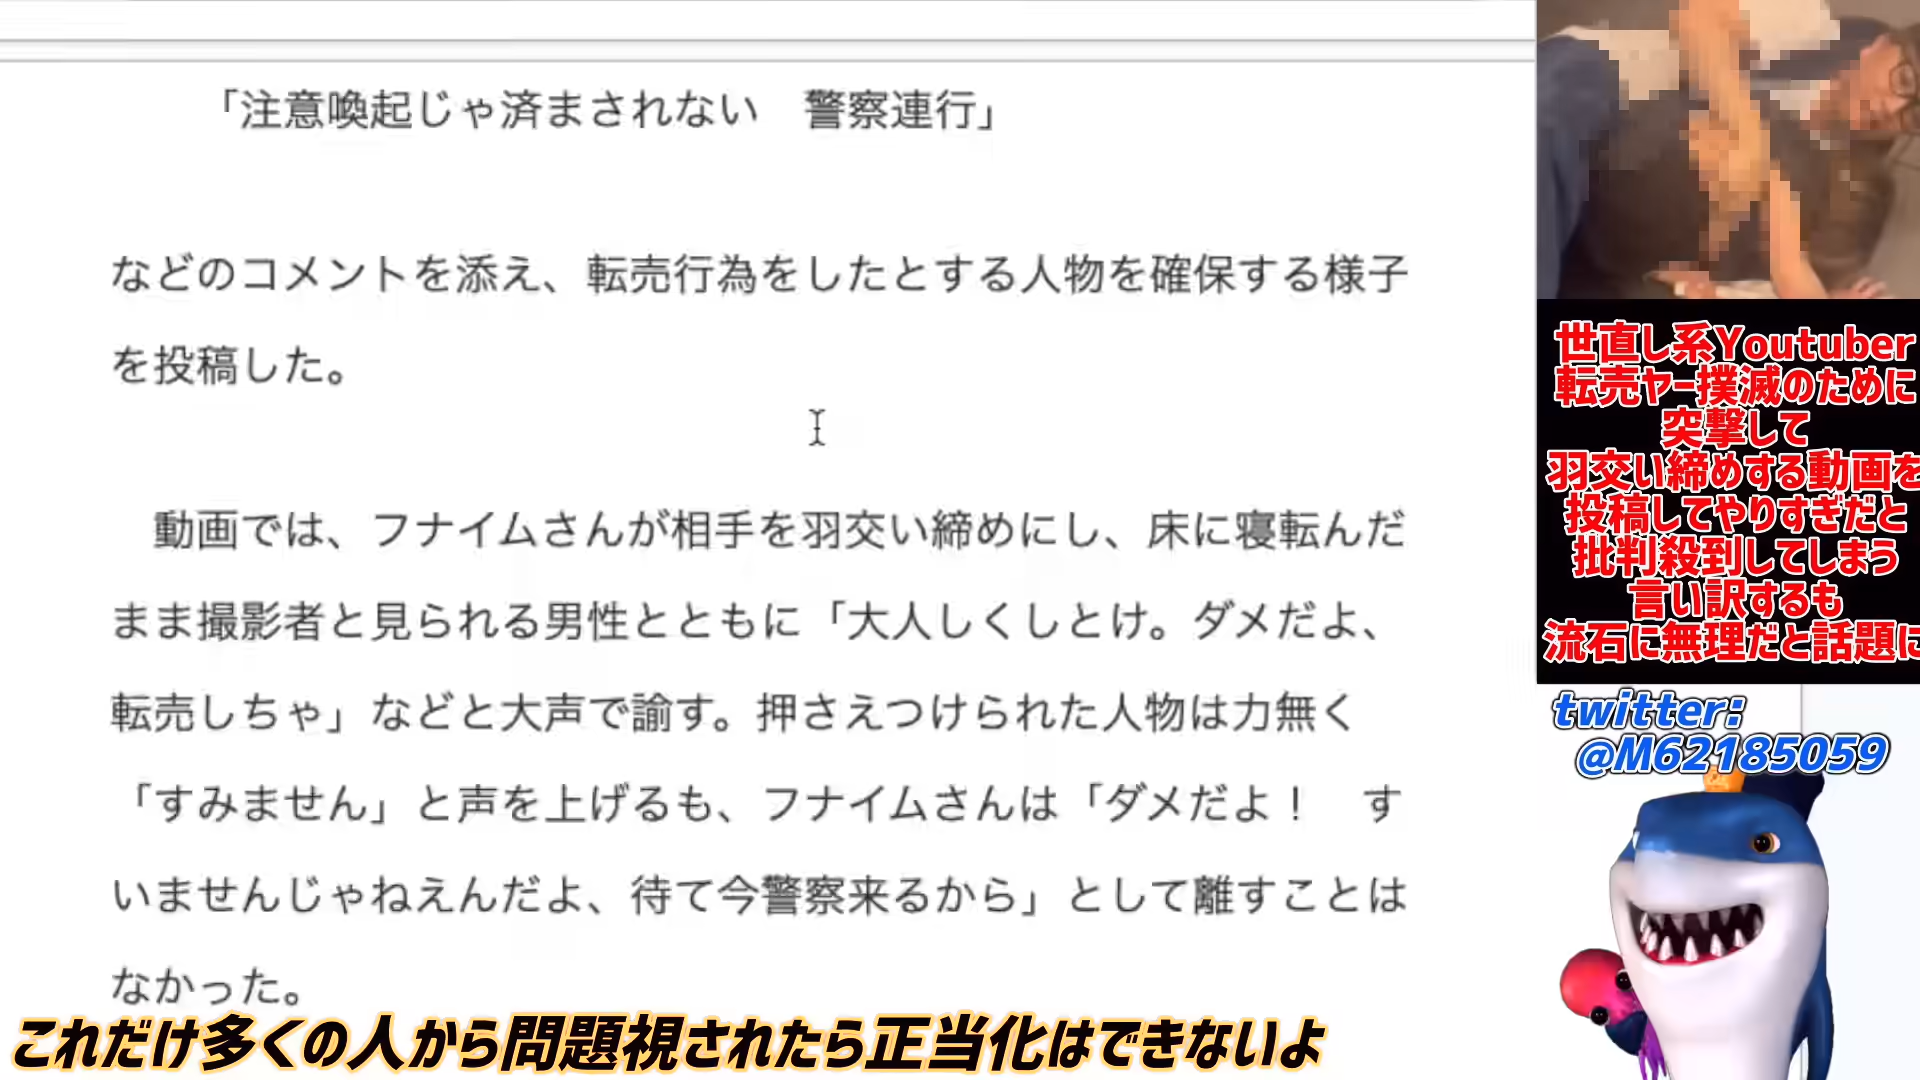 「注意喚起じゃ済まされない　警察連行」
などのコメントを添え、転売行為をしたとする人物を確保する様子
を投稿した。
　動画では、フナイムさんが相手を羽交い締めにし、床に寝転んだ
まま撮影者と見られる男性とともに「大人しくしとけ。ダメだよ、
転売しちゃ」などと大声で諭す。押さえつけられた人物は力無く
「すみません」と声を上げるも、フナイムさんは「ダメだよ！　す
いませんじゃねえんだよ、待て今警察来るから」として離すことは
なかった。
これだけ多くの人から問題視されたら正当化はできないよ
世直し系Youtuber
転売ヤー撲滅のために
突撃して
羽交い締めする動画を
投稿してやりすぎだと
批判殺到してしまう
言い訳するも
流石に無理だと話題に
twitter:
@M62185059